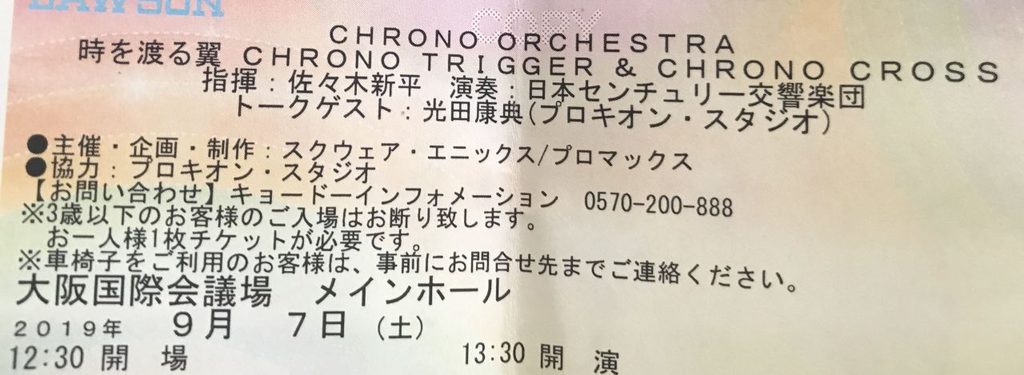 LAWSON
COPY
CHRONO ORCHESTRA
時を渡る翼 CHRONO TRIGGER & CHRONO CROSS
指揮:佐々木新平 演奏:日本センチュリー交響楽団
トークゲスト:光田康典(プロキオン・スタジオ)
●主催・企画・制作:スクウェア・エニックス/プロマックス
●協力:プロキオン・スタジオ
【お問い合わせ】キョードーインフォメーション 0570-200-888
※3歳以下のお客様のご入場はお断り致します。
お一人様1枚チケットが必要です。
※車椅子をご利用のお客様は、事前にお問合せ先までご連絡ください。
大阪国際会議場 メインホール
2019年 9月 7日 (土)
12:30 開 場 13:30 開 演